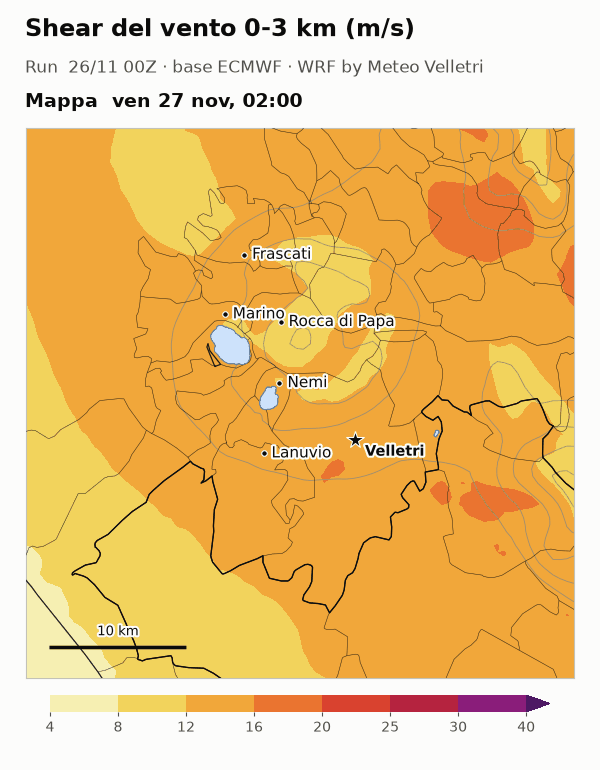 Shear del vento 0-3 km (m/s)
Run  26/11 00Z · base ECMWF · WRF by Meteo Velletri
Mappa  ven 27 nov, 02:00
Frascati
Marino
Rocca di Papa
Nemi
Velletri
Lanuvio
10 km
4 8 12 16 20 25 30 40